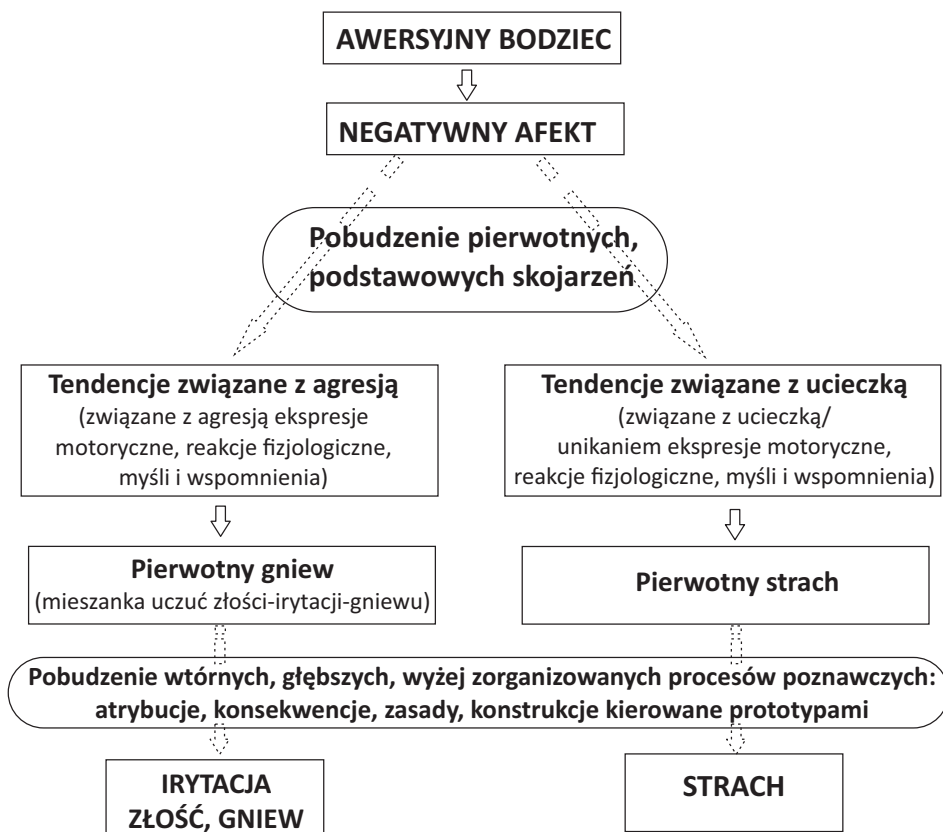 AWERSYJNY BODZIEC
NEGATYWNY AFEKT
Pobudzenie pierwotnych,
podstawowych skojarzeń
Tendencje związane z agresją
(związane z agresją ekspresje
motoryczne, reakcje fizjologiczne,
myśli i wspomnienia)
Tendencje związane z ucieczką
(związane z ucieczką/
unikaniem ekspresje motoryczne,
reakcje fizjologiczne, myśli i wspomnienia)
Pierwotny gniew
(mieszanka uczuć złości-irytacji-gniewu)
Pierwotny strach
Pobudzenie wtórnych, głębszych, wyżej zorganizowanych procesów poznawczych:
atrybucje, konsekwencje, zasady, konstrukcje kierowane prototypami
IRYTACJA
ZŁOŚĆ, GNIEW
STRACH